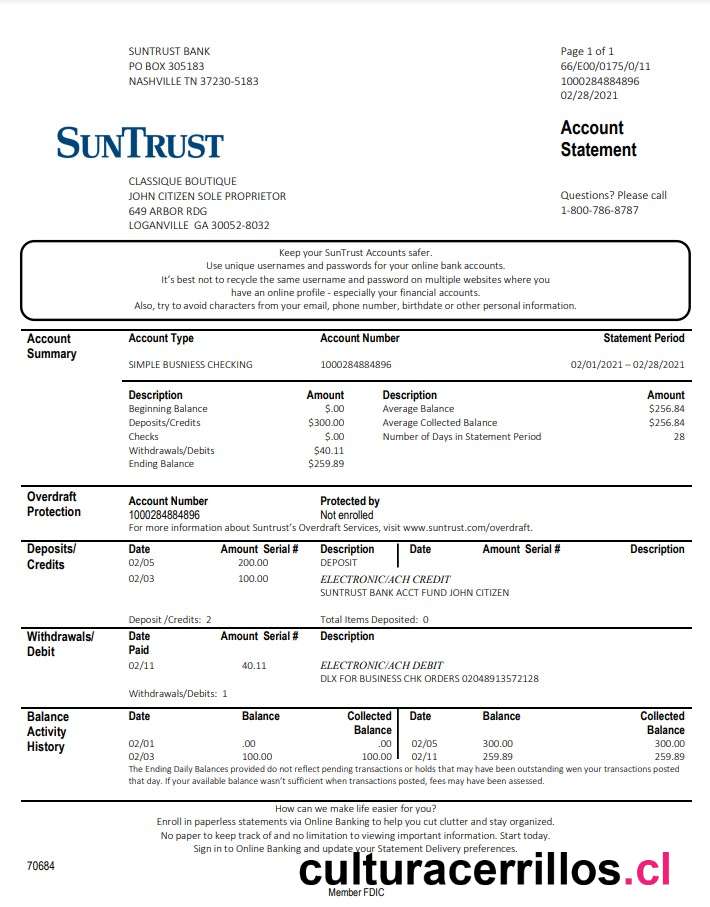 SUNTRUST BANK
PO BOX 305183
NASHVILLE TN 37230-5183
Page 1 of 1
66/E00/0175/0/11
1000284884896
02/28/2021
SUNTRUST
Account
Statement
CLASSIQUE BOUTIQUE
JOHN CITIZEN SOLE PROPRIETOR
649 ARBOR RDG
LOGANVILLE GA 30052-8032
Questions? Please call
1-800-786-8787
Keep your SunTrust Accounts safer.
Use unique usernames and passwords for your online bank accounts.
It's best not to recycle the same username and password on multiple websites where you
have an online profile - especially your financial accounts.
Also, try to avoid characters from your email, phone number, birthdate or other personal information.
Account Summary
Account Type Account Number Statement Period
SIMPLE BUSNIESS CHECKING 1000284884896 02/01/2021 – 02/28/2021
Description Amount Description Amount
Beginning Balance $.00 Average Balance $256.84
Deposits/Credits $300.00 Average Collected Balance $256.84
Checks $.00 Number of Days in Statement Period 28
Withdrawals/Debits $40.11
Ending Balance $259.89
Overdraft Protection
Account Number Protected by
1000284884896 Not enrolled
For more information about Suntrust's Overdraft Services, visit www.suntrust.com/overdraft.
Deposits/ Credits
Date Amount Serial # Description Date Amount Serial # Description
02/05 200.00 DEPOSIT
02/03 100.00 ELECTRONIC/ACH CREDIT
SUNTRUST BANK ACCT FUND JOHN CITIZEN
Deposit /Credits: 2 Total Items Deposited: 0
Withdrawals/ Debit
Date Paid Amount Serial # Description
02/11 40.11 ELECTRONIC/ACH DEBIT
DLX FOR BUSINESS CHK ORDERS 02048913572128
Withdrawals/Debits: 1
Balance Activity History
Date Balance Collected Balance Date Balance Collected Balance
02/01 .00 .00 02/05 300.00 300.00
02/03 100.00 100.00 02/11 259.89 259.89
The Ending Daily Balances provided do not reflect pending transactions or holds that may have been outstanding wen your transactions posted
that day. If your available balance wasn't sufficient when transactions posted, fees may have been assessed.
How can we make life easier for you?
Enroll in paperless statements via Online Banking to help you cut clutter and stay organized.
No paper to keep track of and no limitation to viewing important information. Start today.
Sign in to Online Banking and update your Statement Delivery preferences.
70684
culturacerrillos.cl
Member FDIC